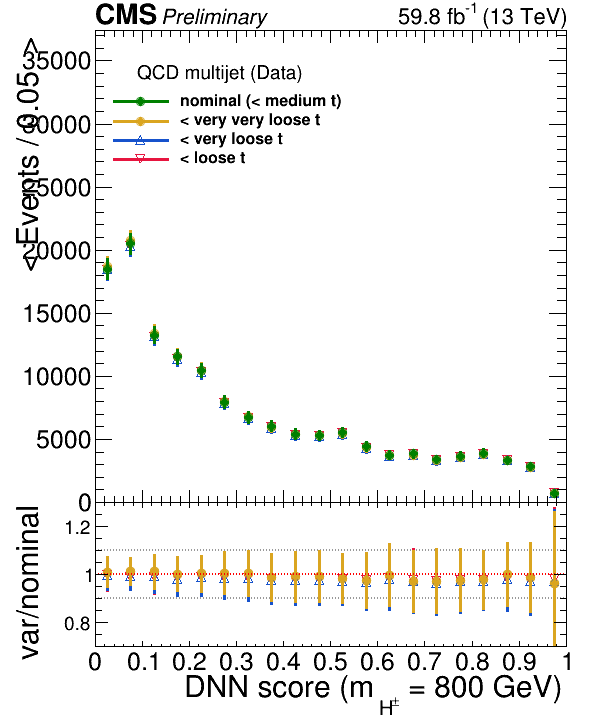 CMS Preliminary 59.8 fb⁻¹ (13 TeV)
< Events / 0.05 >
35000
30000
25000
20000
15000
10000
5000
0
QCD multijet (Data)
nominal (< medium t)
< very very loose t
< very loose t
< loose t
var/nominal
1.2
1
0.8
0 0.1 0.2 0.3 0.4 0.5 0.6 0.7 0.8 0.9 1
DNN score (m_H± = 800 GeV)